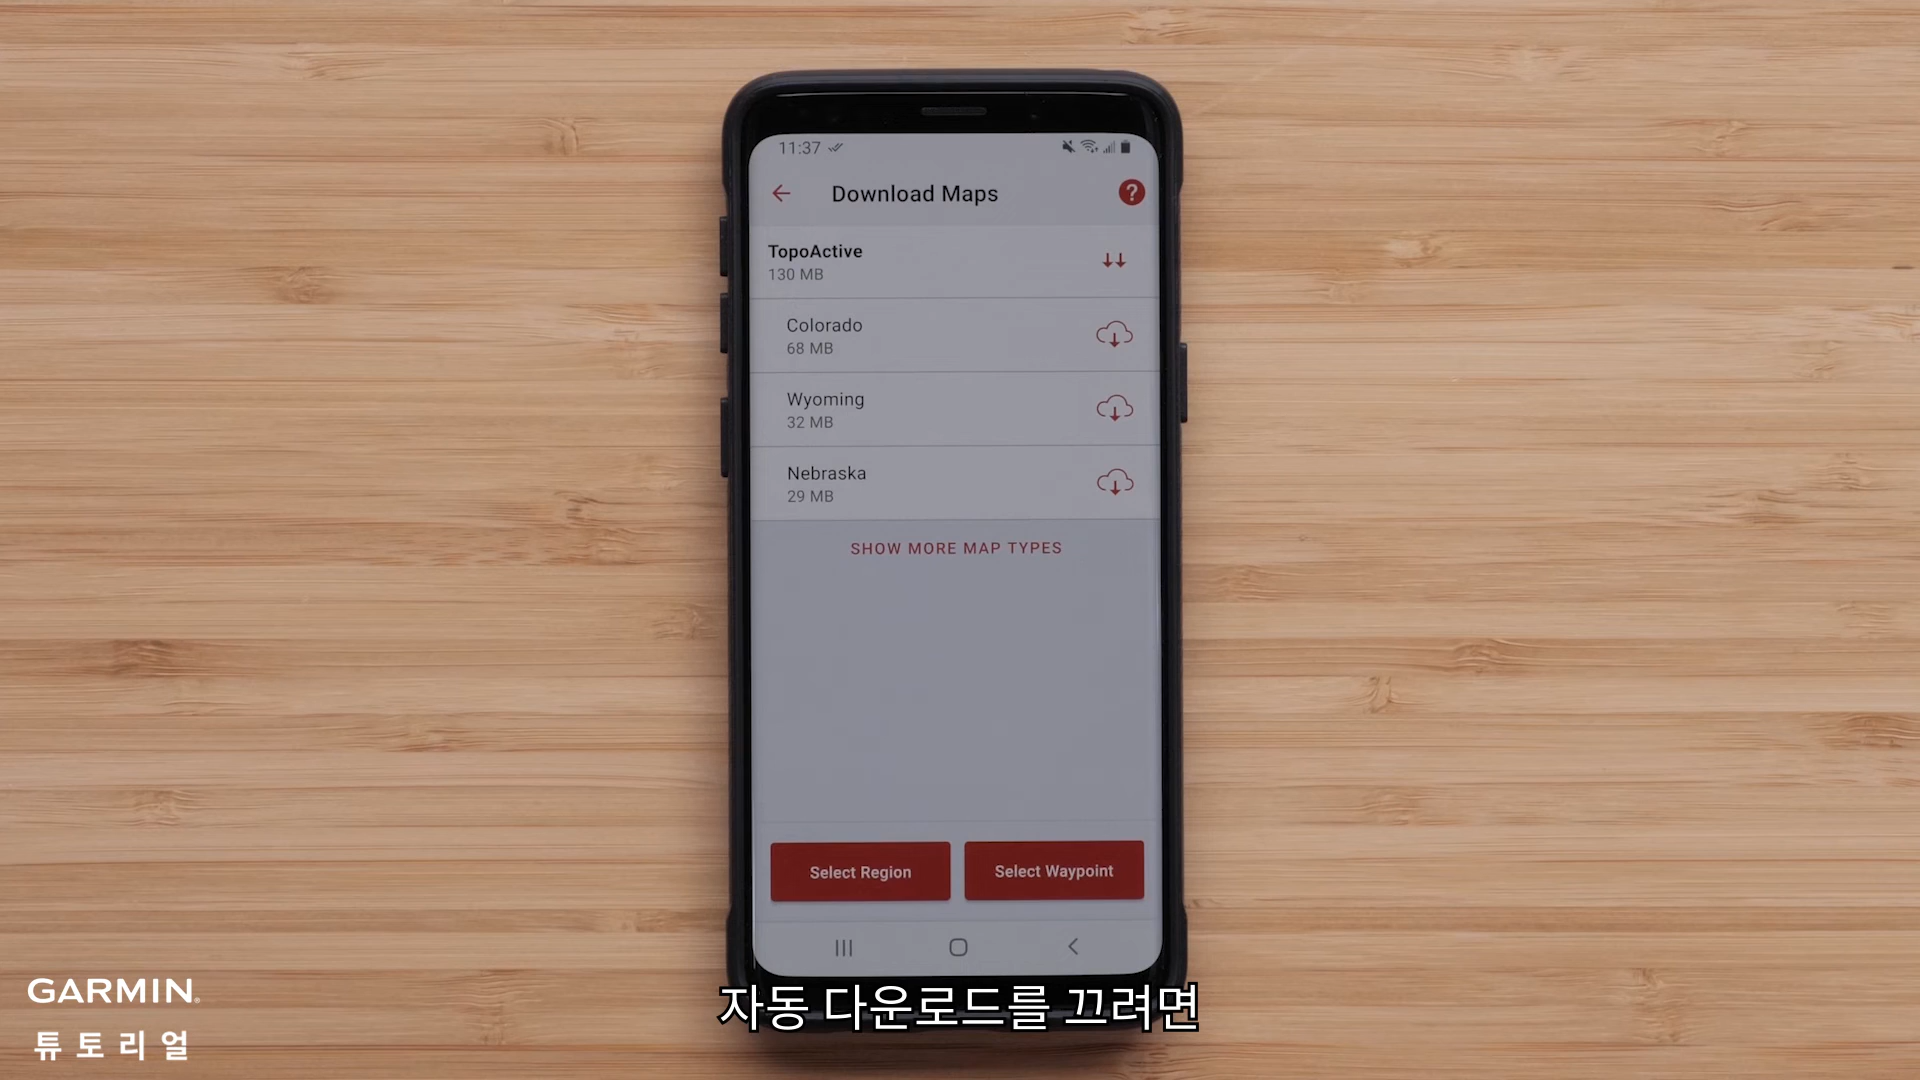 11:37
Download Maps
?
TopoActive
130 MB
Colorado
68 MB
Wyoming
32 MB
Nebraska
29 MB
SHOW MORE MAP TYPES
Select Region
Select Waypoint
GARMIN
튜토리얼
자동 다운로드를 끄려면